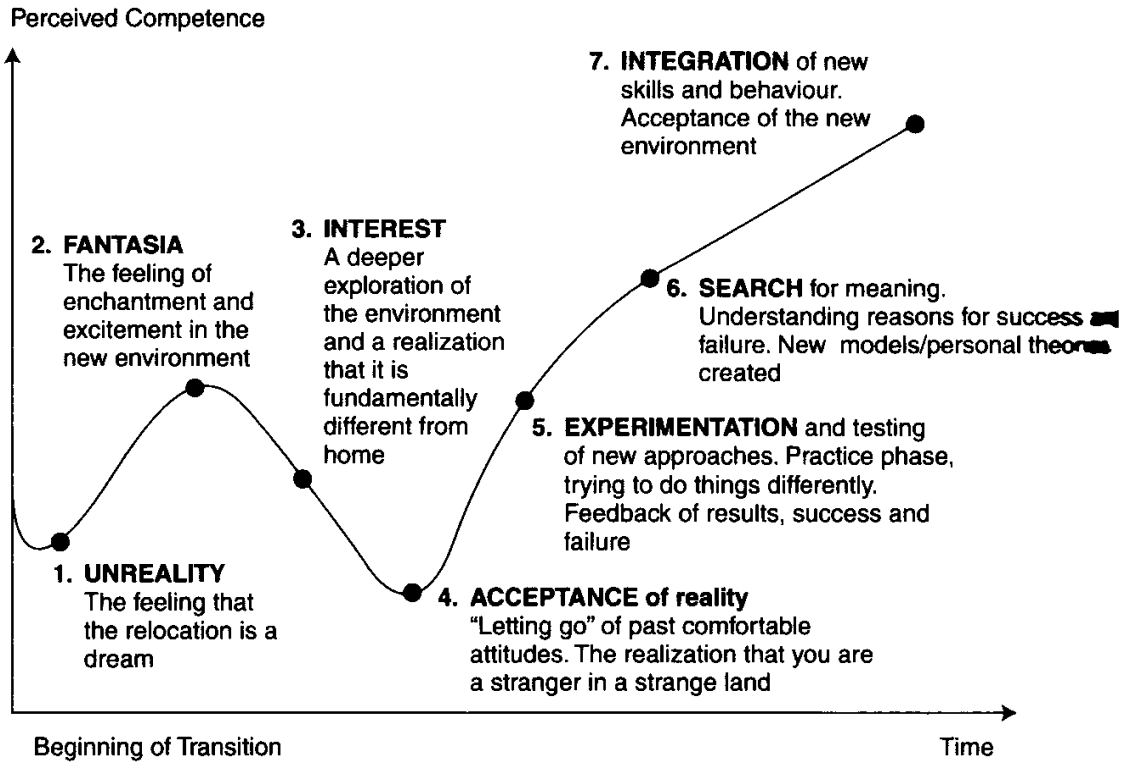 Perceived Competence
7. INTEGRATION of new
skills and behaviour.
Acceptance of the new
environment
3. INTEREST
A deeper
exploration of
the environment
and a realization
that it is
fundamentally
different from
home
2. FANTASIA
The feeling of
enchantment and
excitement in the
new environment
6. SEARCH for meaning.
Understanding reasons for success
failure. New models/personal
created
5. EXPERIMENTATION and testing
of new approaches. Practice phase,
trying to do things differently.
Feedback of results, success and
failure
1. UNREALITY
The feeling that
the relocation is a
dream
4. ACCEPTANCE of reality
“Letting go” of past comfortable
attitudes. The realization that you are
a stranger in a strange land
Beginning of Transition
Time